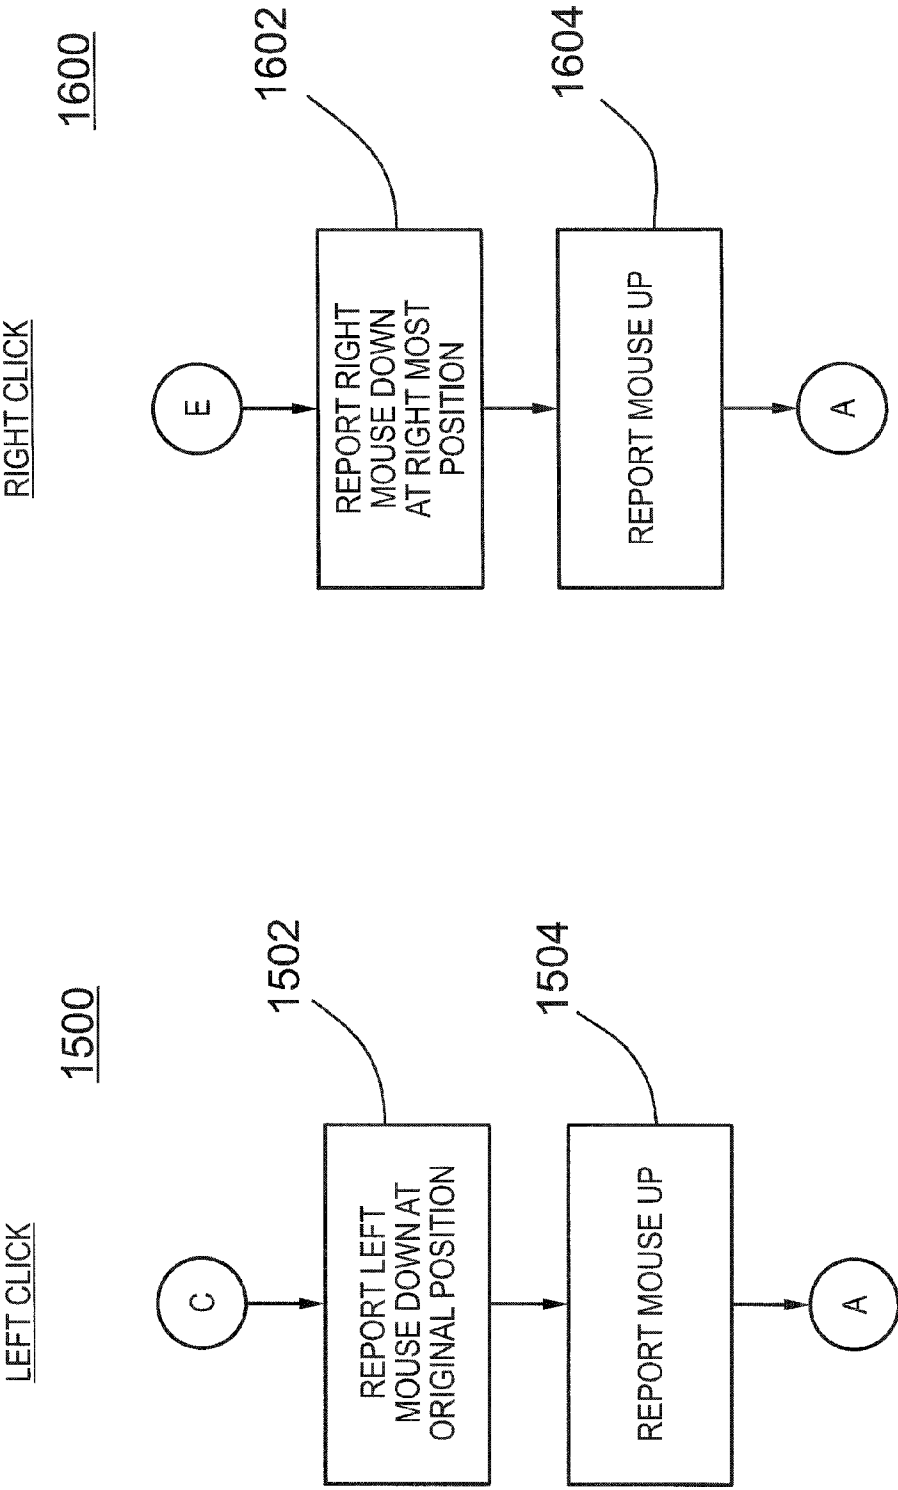 LEFT CLICK
1500
C
REPORT LEFT
MOUSE DOWN AT
ORIGINAL POSITION
1502
REPORT MOUSE UP
1504
A
RIGHT CLICK
1600
E
REPORT RIGHT
MOUSE DOWN
AT RIGHT MOST
POSITION
1602
REPORT MOUSE UP
1604
A